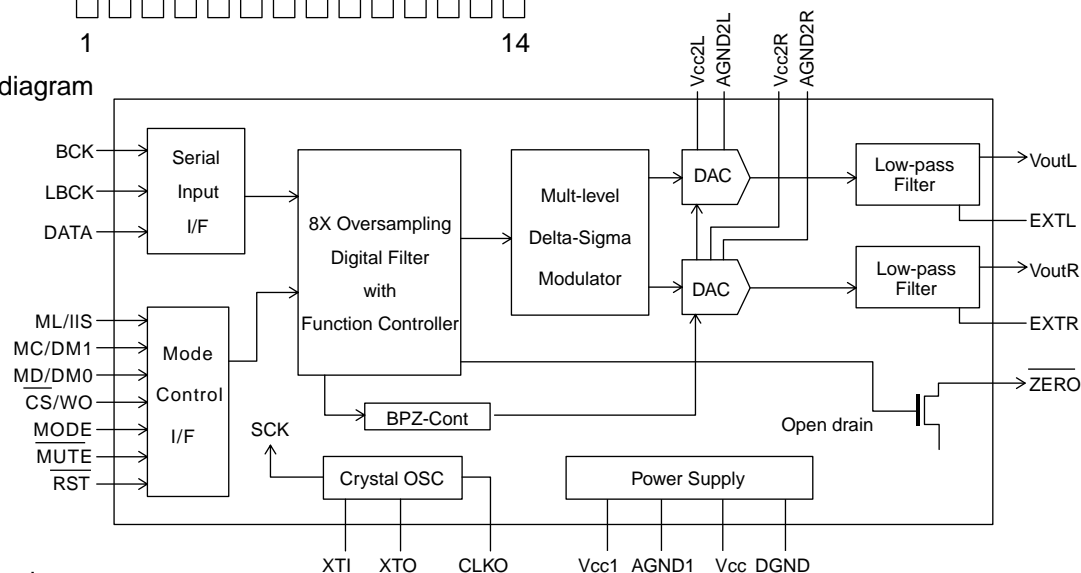 1 14
diagram
Vcc2L
AGND2L
Vcc2R
AGND2R
BCK
LBCK
DATA
Serial
Input
I/F
8X Oversampling
Digital Filter
with
Function Controller
Mult-level
Delta-Sigma
Modulator
DAC
DAC
Low-pass
Filter
Low-pass
Filter
VoutL
EXTL
VoutR
EXTR
ZERO
ML/IIS
MC/DM1
MD/DM0
CS/WO
MODE
MUTE
RST
Mode
Control
I/F
BPZ-Cont
SCK
Open drain
Crystal OSC
Power Supply
XTI XTO CLKO Vcc1 AGND1 Vcc DGND